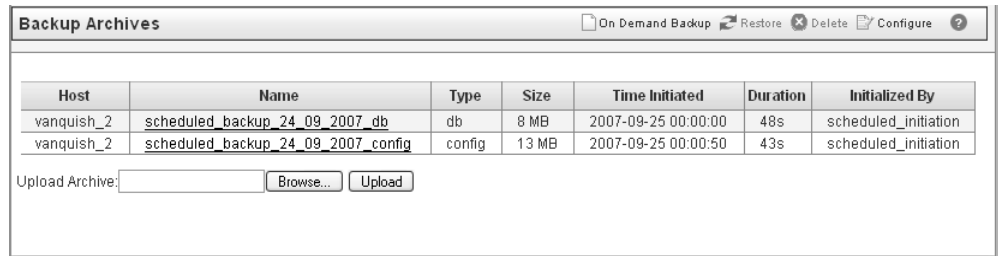 Backup Archives On Demand Backup Restore Delete Configure ?
Host Name Type Size Time Initiated Duration Initialized By
vanquish_2 scheduled_backup_24_09_2007_db db 8 MB 2007-09-25 00:00:00 48s scheduled_initiation
vanquish_2 scheduled_backup_24_09_2007_config config 13 MB 2007-09-25 00:00:50 43s scheduled_initiation
Upload Archive: Browse... Upload